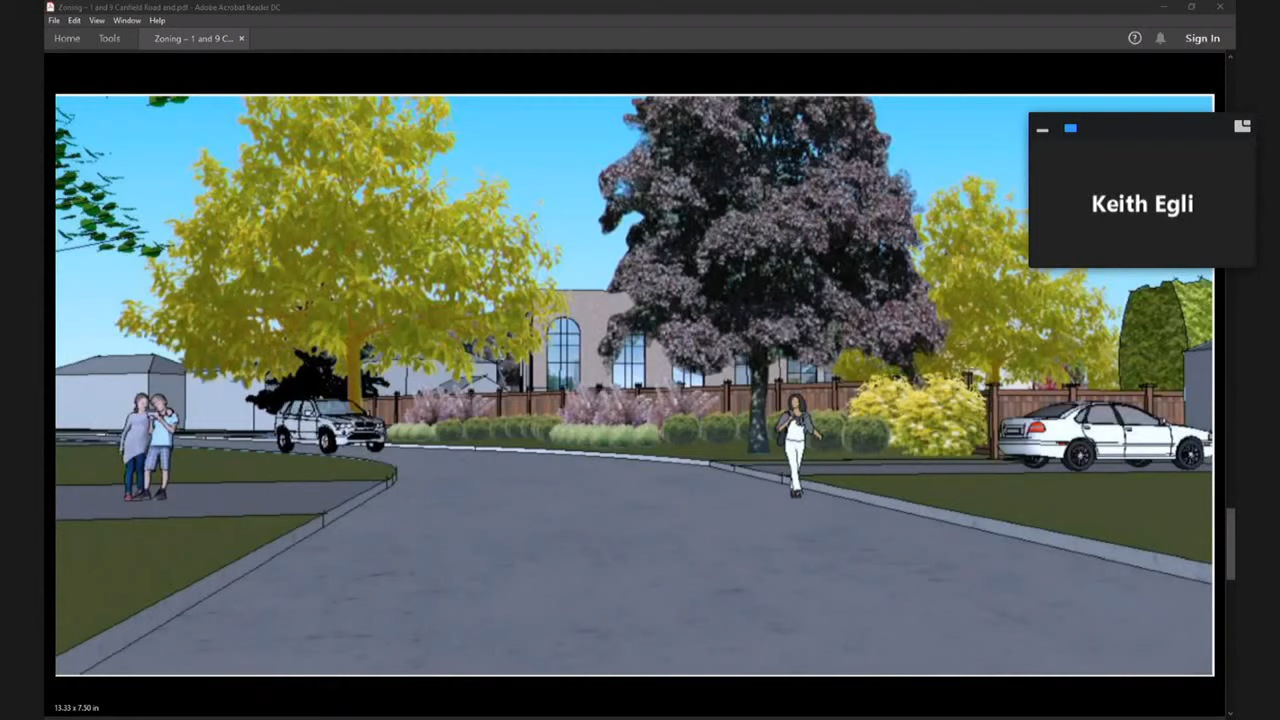 Zoning – 1 and 9 Canfield Road and.pdf - Adobe Acrobat Reader DC
File Edit View Window Help
Home Tools Zoning – 1 and 9 C... × Sign In
Keith Egli
13.33 x 7.50 in